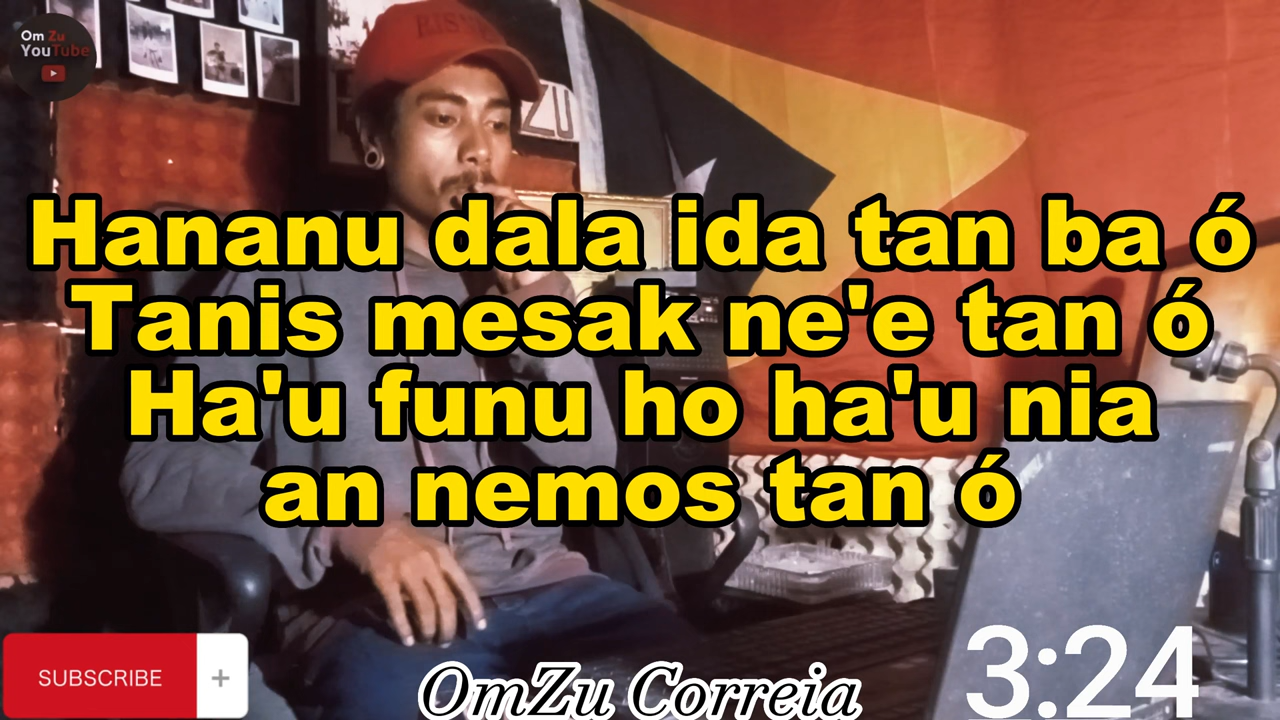 Om Zu
YouTube
ZU
Hananu dala ida tan ba ó
Tanis mesak ne'e tan ó
Ha'u funu ho ha'u nia
an nemos tan ó
SUBSCRIBE +
OmZu Correia
3:24